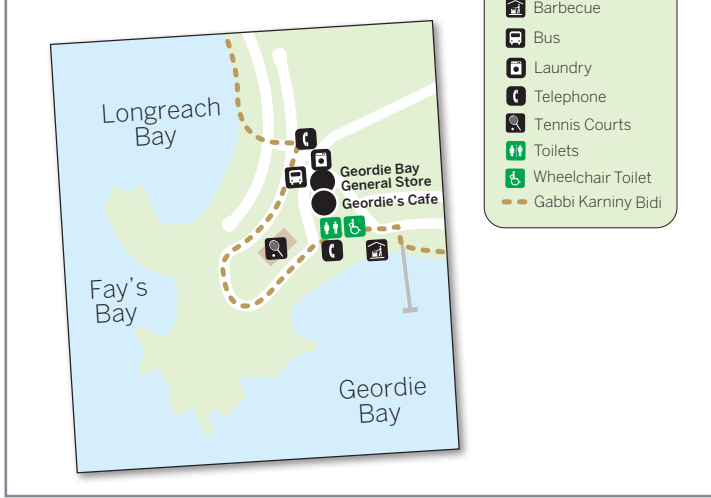 Longreach
Bay
Geordie Bay
General Store
Geordie's Cafe
Fay's
Bay
Geordie
Bay
Barbecue
Bus
Laundry
Telephone
Tennis Courts
Toilets
Wheelchair Toilet
Gabbi Karniny Bidi